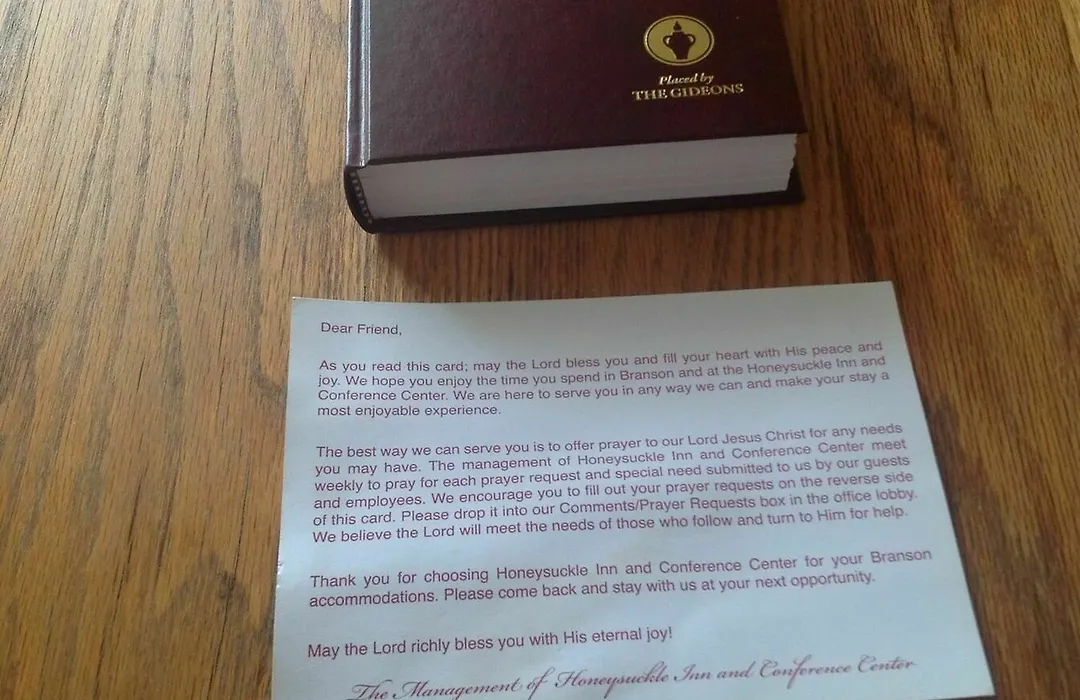 Placed by
THE GIDEONS
Dear Friend,
As you read this card; may the Lord bless you and fill your heart with His peace and
joy. We hope you enjoy the time you spend in Branson and at the Honeysuckle Inn and
Conference Center. We are here to serve you in any way we can and make your stay a
most enjoyable experience.
The best way we can serve you is to offer prayer to our Lord Jesus Christ for any needs
you may have. The management of Honeysuckle Inn and Conference Center meet
weekly to pray for each prayer request and special need submitted to us by our guests
and employees. We encourage you to fill out your prayer requests on the reverse side
of this card. Please drop it into our Comments/Prayer Requests box in the office lobby.
We believe the Lord will meet the needs of those who follow and turn to Him for help.
Thank you for choosing Honeysuckle Inn and Conference Center for your Branson
accommodations. Please come back and stay with us at your next opportunity.
May the Lord richly bless you with His eternal joy!
The Management of Honeysuckle Inn and Conference Center